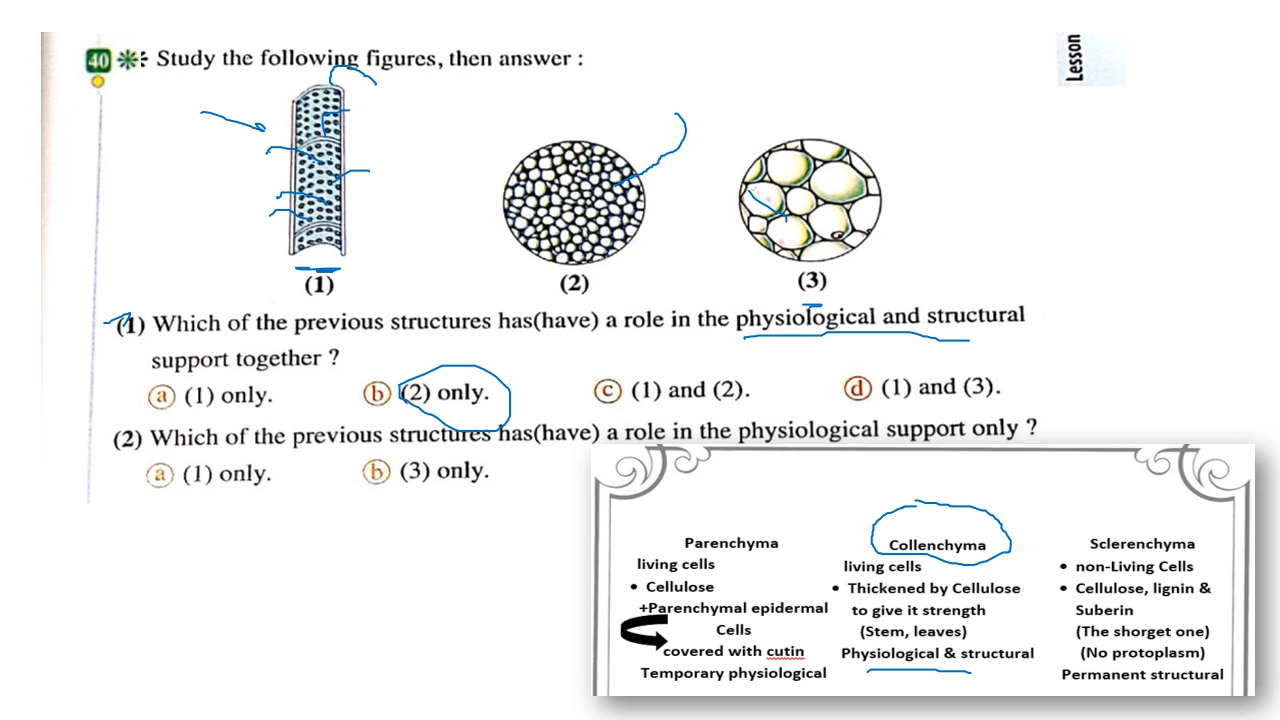 Lesson
40 Study the following figures, then answer :
(1)
(2)
(3)
(1) Which of the previous structures has(have) a role in the physiological and structural
support together ?
a (1) only. b (2) only. c (1) and (2). d (1) and (3).
(2) Which of the previous structures has(have) a role in the physiological support only ?
a (1) only. b (3) only.
Parenchyma
living cells
• Cellulose
+Parenchymal epidermal
Cells
covered with cutin
Temporary physiological
Collenchyma
living cells
• Thickened by Cellulose
to give it strength
(Stem, leaves)
Physiological & structural
Sclerenchyma
• non-Living Cells
• Cellulose, lignin &
Suberin
(The shorget one)
(No protoplasm)
Permanent structural